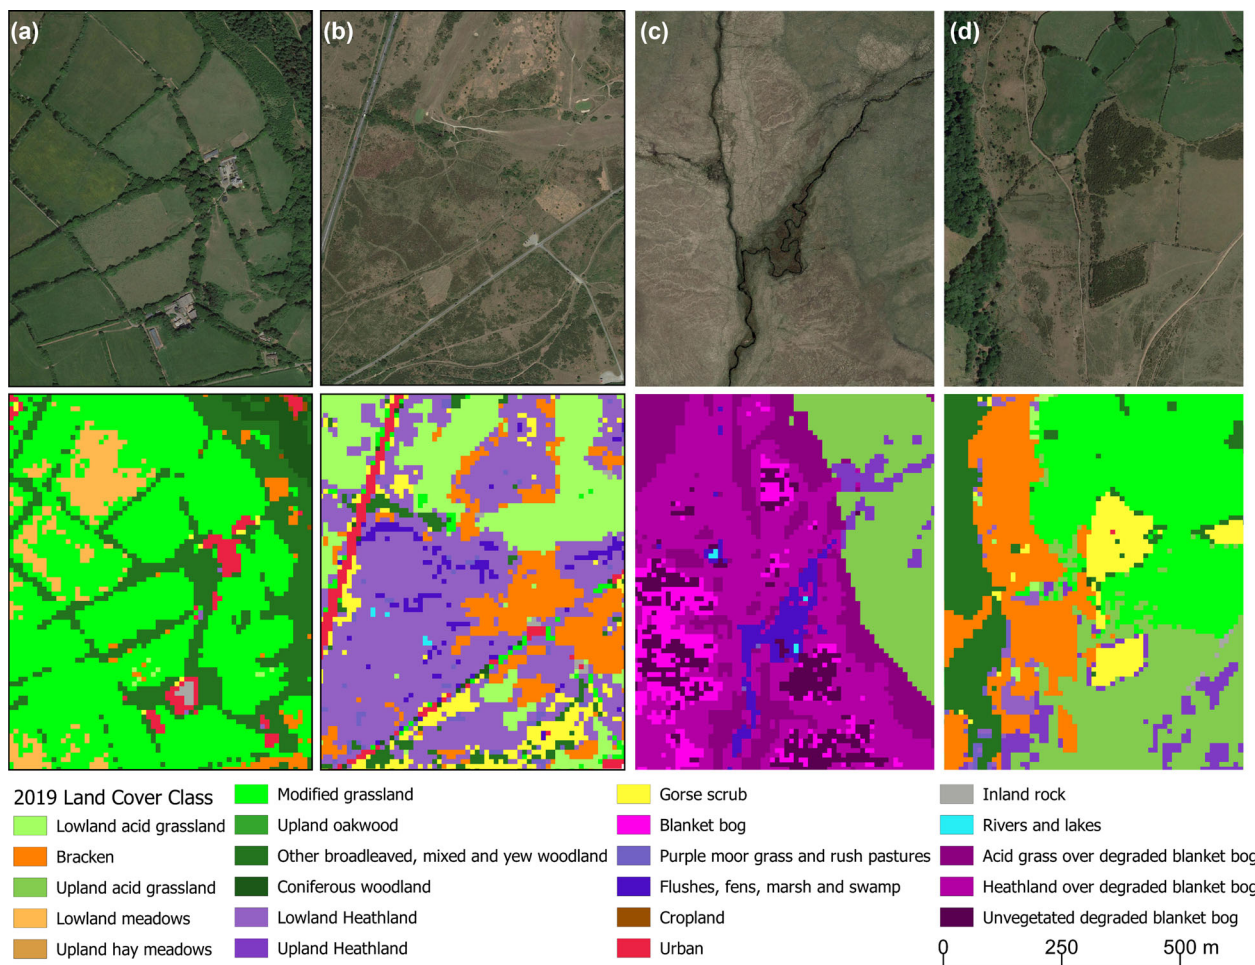 (a) (b) (c) (d)
2019 Land Cover Class
Lowland acid grassland
Bracken
Upland acid grassland
Lowland meadows
Upland hay meadows
Modified grassland
Upland oakwood
Other broadleaved, mixed and yew woodland
Coniferous woodland
Lowland Heathland
Upland Heathland
Gorse scrub
Blanket bog
Purple moor grass and rush pastures
Flushes, fens, marsh and swamp
Cropland
Urban
Inland rock
Rivers and lakes
Acid grass over degraded blanket bog
Heathland over degraded blanket bog
Unvegetated degraded blanket bog
0 250 500 m